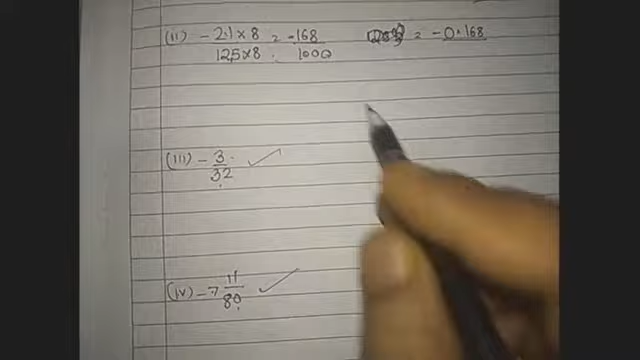 (ii) - 21 × 8 = -168 = - 0.168
125 × 8 1000
(iii) - 3
32
(iv) - 7 11
80